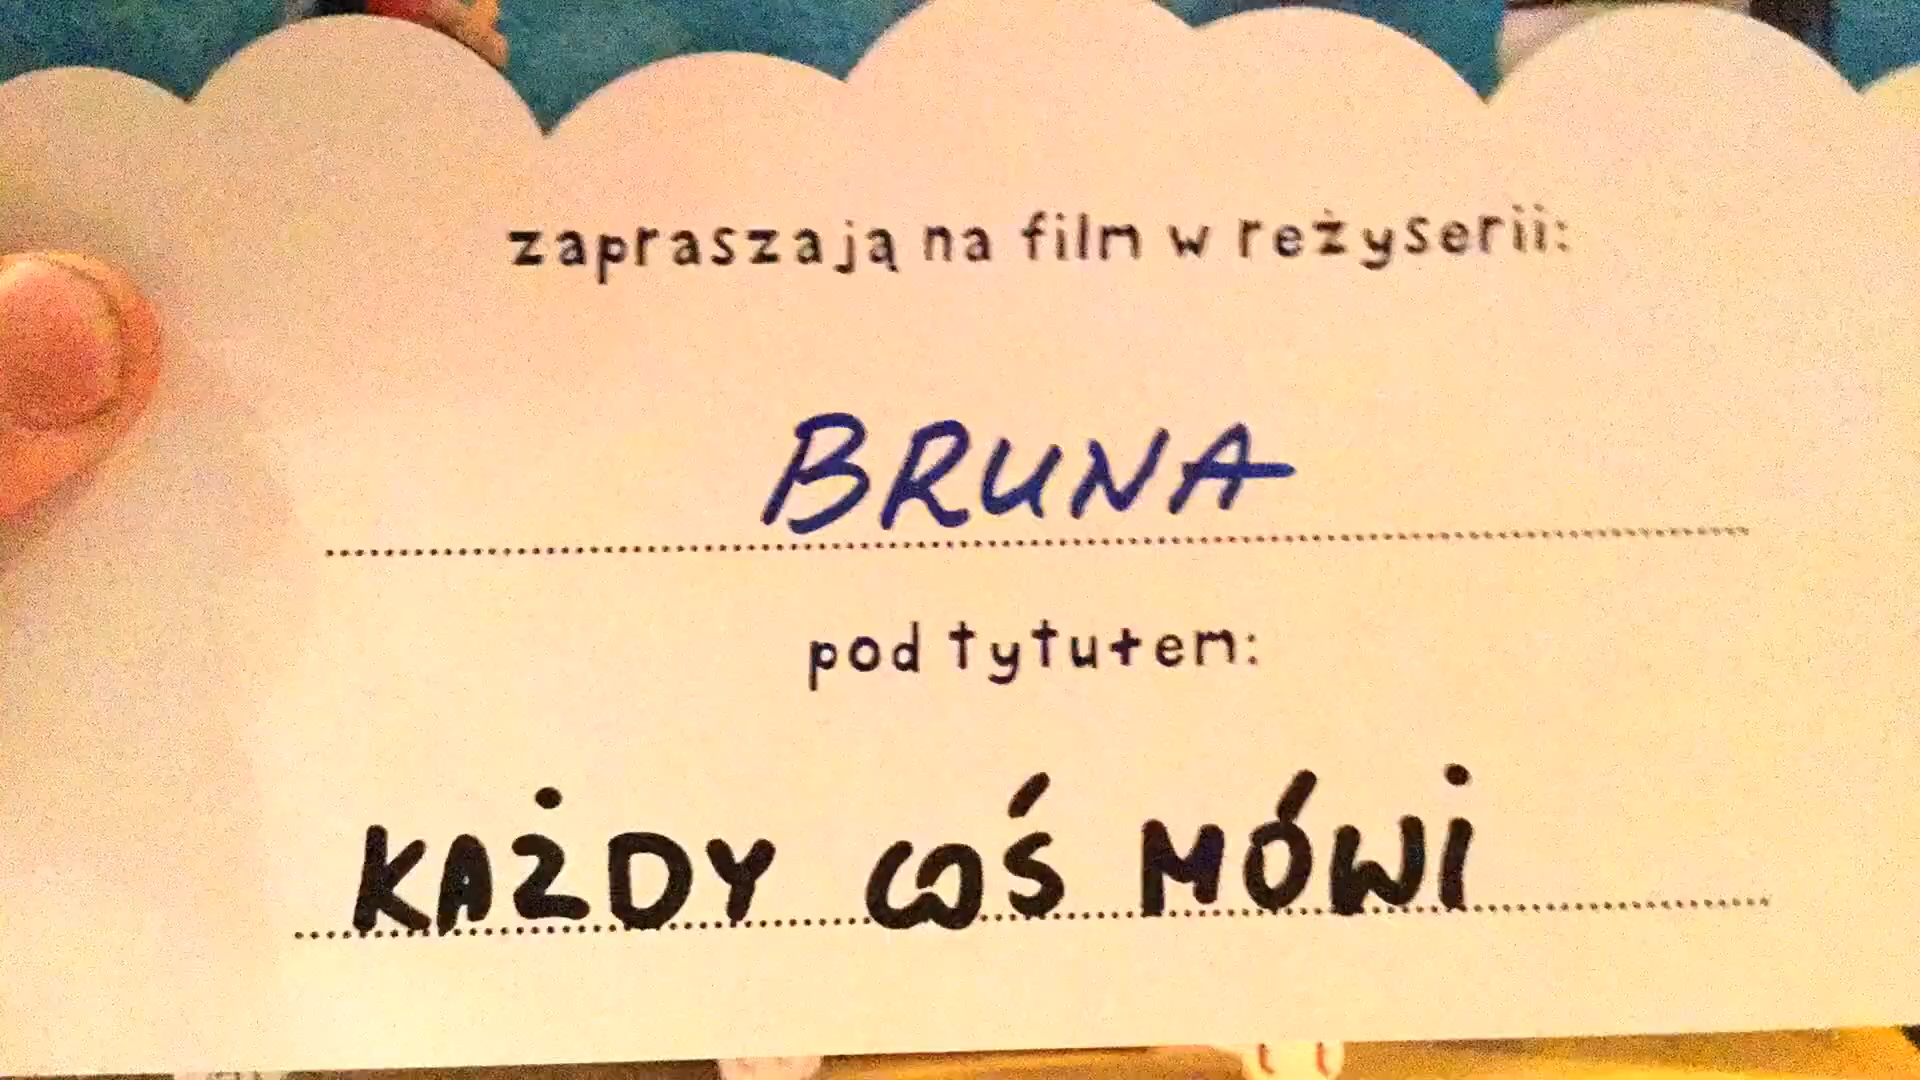 zapraszają na film w reżyserii:
BRUNA
pod tytułem:
KAŻDY COŚ MÓWI